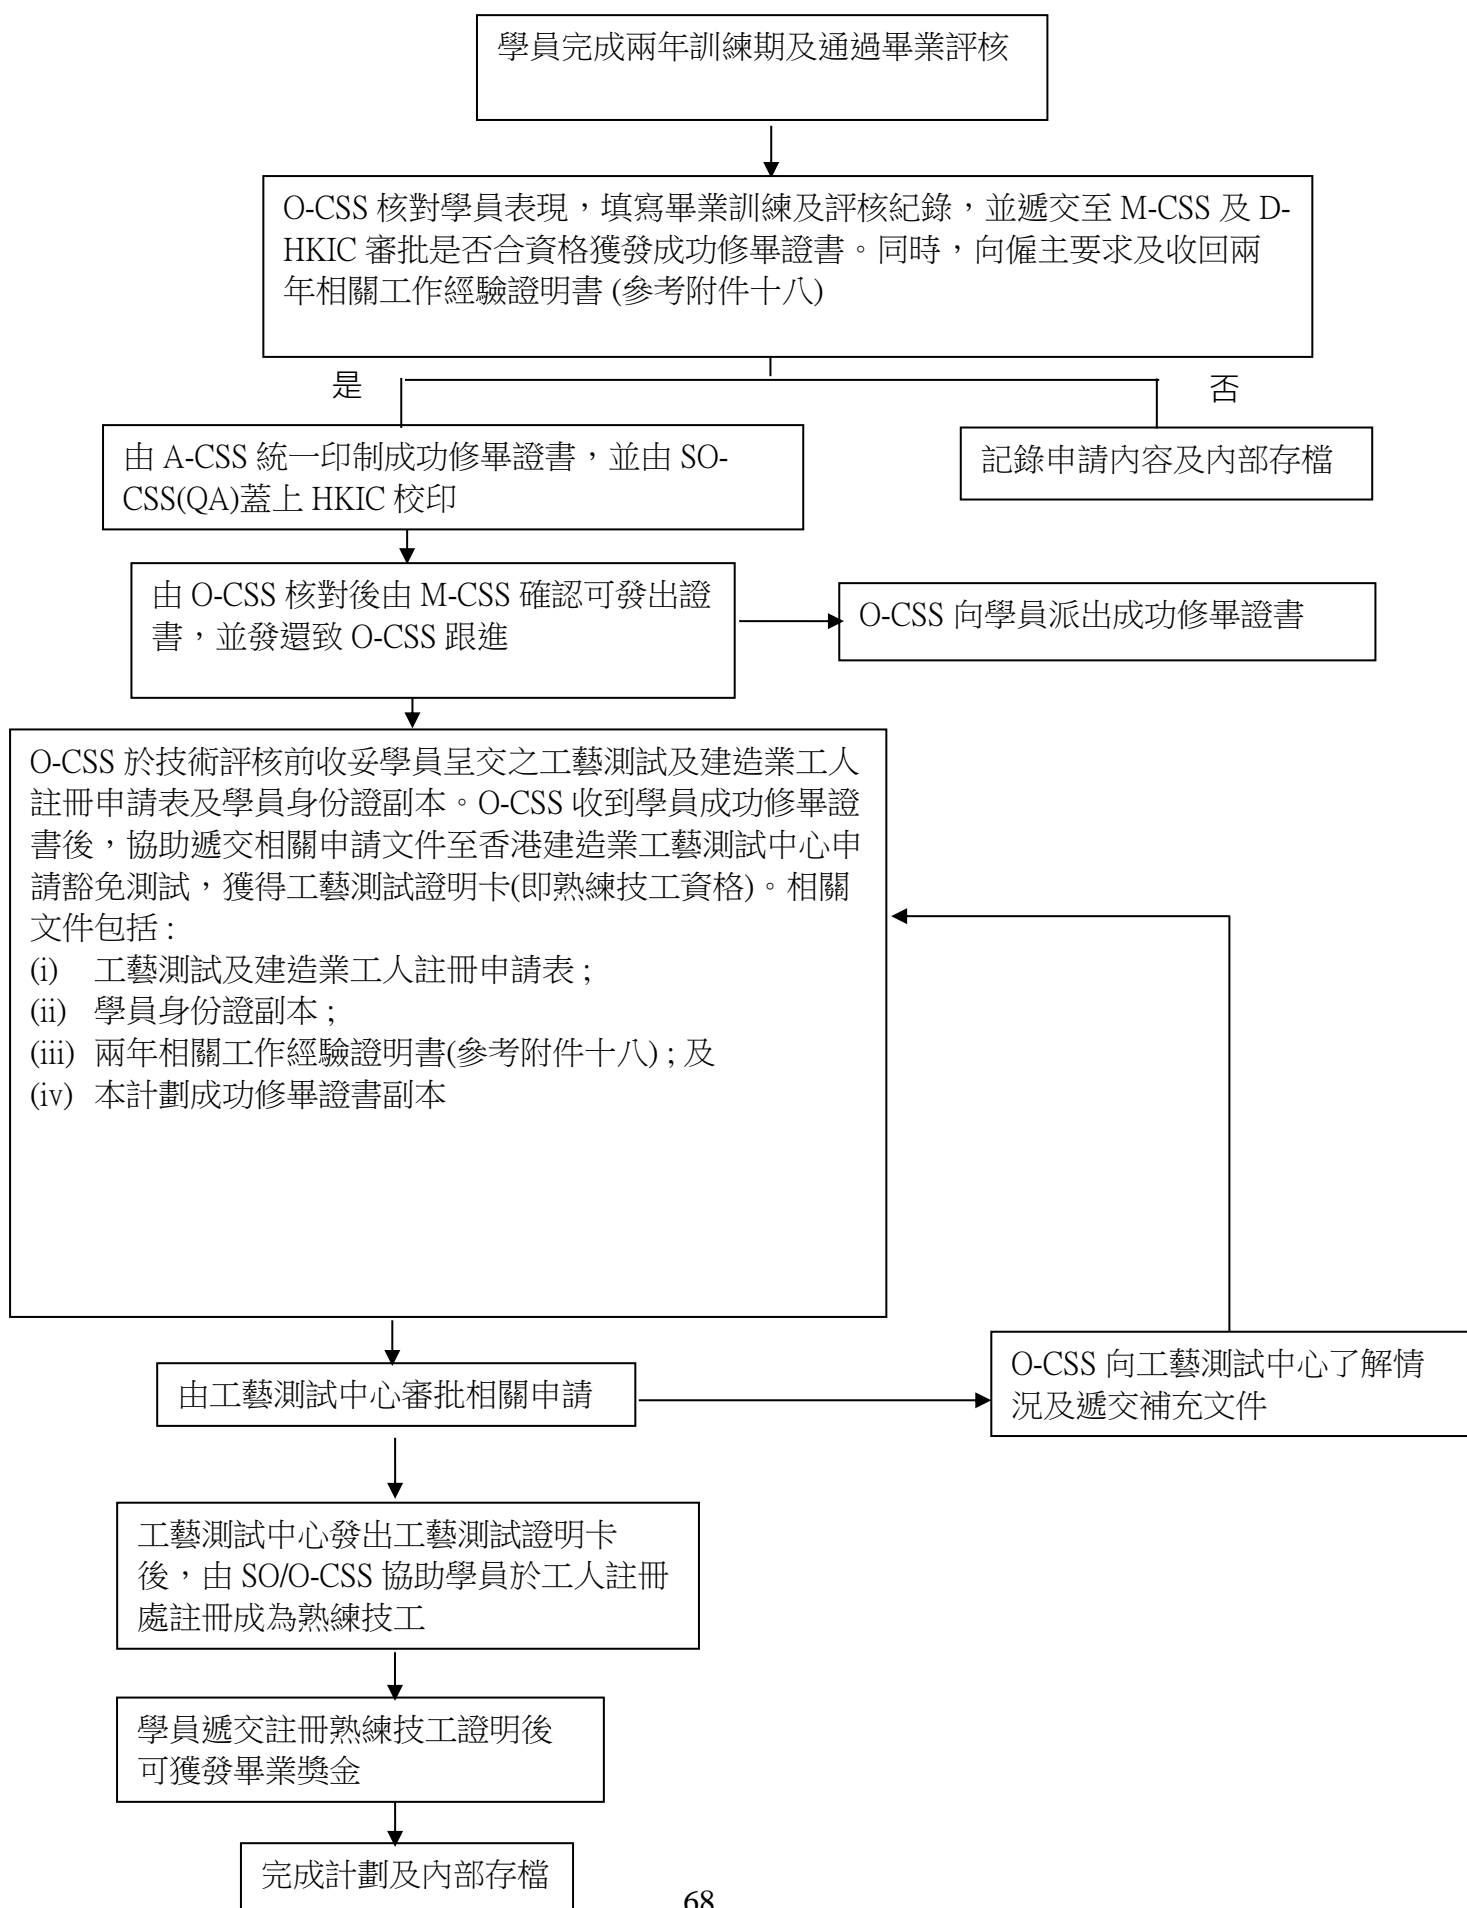 學員完成兩年訓練期及通過畢業評核
O-CSS 核對學員表現，填寫畢業訓練及評核紀錄，並遞交至 M-CSS 及 D-
HKIC 審批是否合資格獲發成功修畢證書。同時，向僱主要求及收回兩
年相關工作經驗證明書 (參考附件十八)
是
否
由 A-CSS 統一印制成功修畢證書，並由 SO-
CSS(QA)蓋上 HKIC 校印
記錄申請內容及內部存檔
由 O-CSS 核對後由 M-CSS 確認可發出證
書，並發還致 O-CSS 跟進
O-CSS 向學員派出成功修畢證書
O-CSS 於技術評核前收妥學員呈交之工藝測試及建造業工人
註冊申請表及學員身份證副本。O-CSS 收到學員成功修畢證
書後，協助遞交相關申請文件至香港建造業工藝測試中心申
請豁免測試，獲得工藝測試證明卡(即熟練技工資格)。相關
文件包括 :
(i) 工藝測試及建造業工人註冊申請表 ;
(ii) 學員身份證副本 ;
(iii) 兩年相關工作經驗證明書(參考附件十八) ; 及
(iv) 本計劃成功修畢證書副本
由工藝測試中心審批相關申請
O-CSS 向工藝測試中心了解情
況及遞交補充文件
工藝測試中心發出工藝測試證明卡
後，由 SO/O-CSS 協助學員於工人註冊
處註冊成為熟練技工
學員遞交註冊熟練技工證明後
可獲發畢業獎金
完成計劃及內部存檔
68